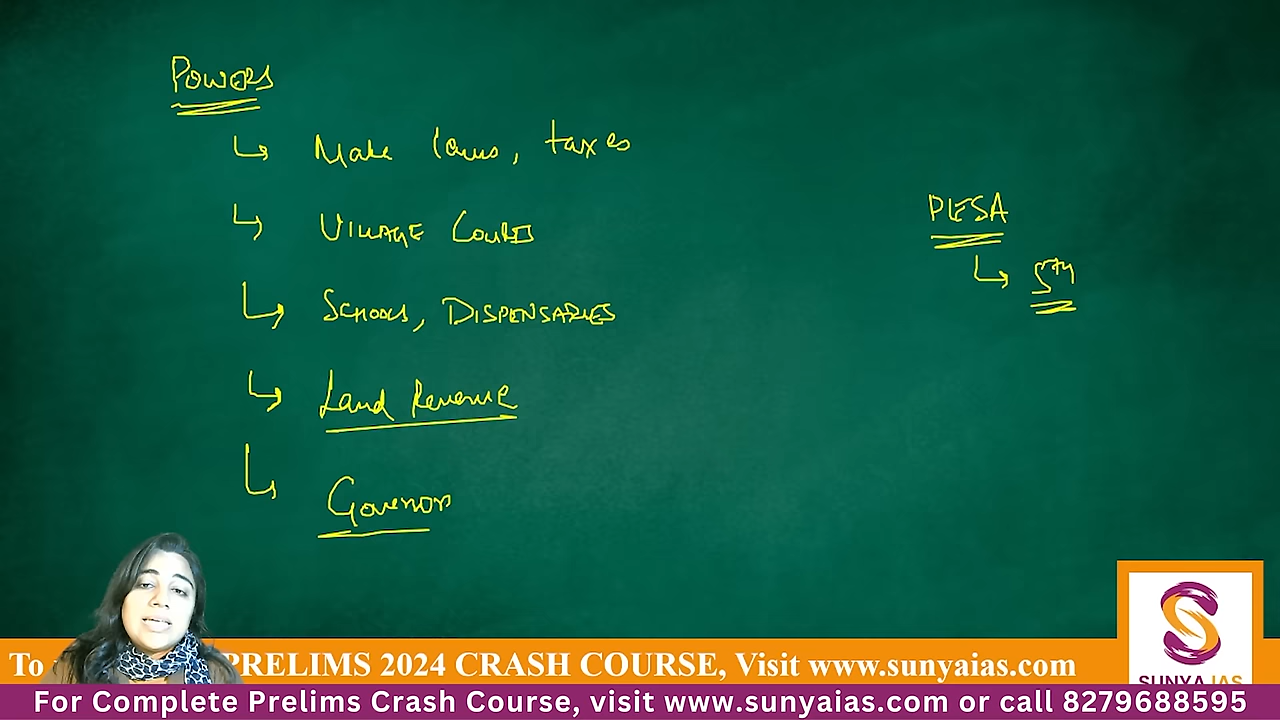 POWERS
Make laws, taxes
VILLAGE COURTS
SCHOOLS, DISPENSARIES
Land Revenue
Governor
PESA
5TH
To PRELIMS 2024 CRASH COURSE, Visit www.sunyaias.com
SUNYA IAS
For Complete Prelims Crash Course, visit www.sunyaias.com or call 8279688595